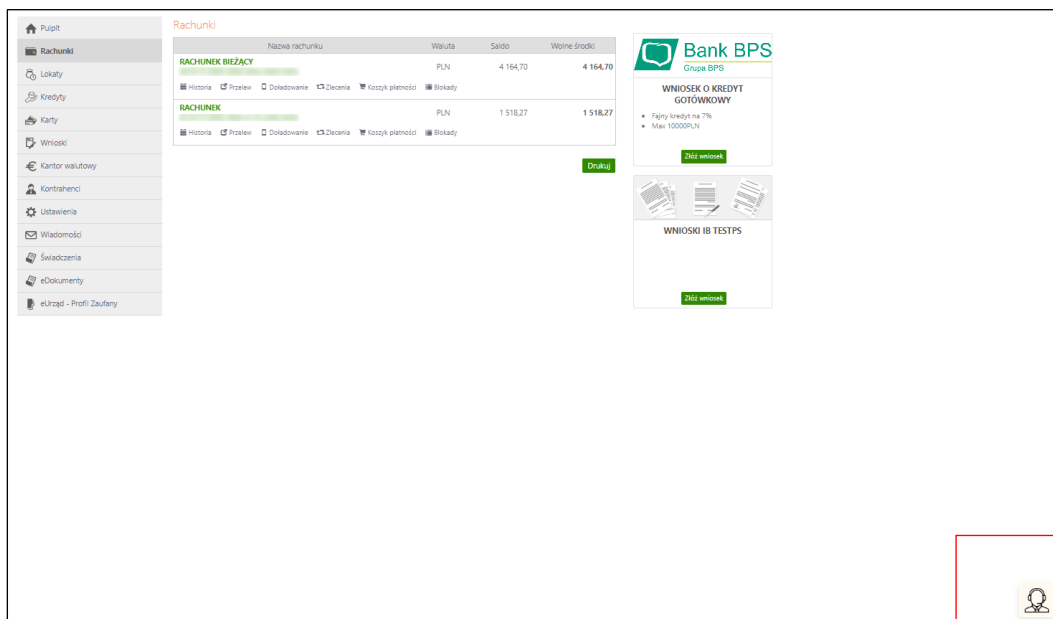 Pulpit
Rachunki
Lokaty
Kredyty
Karty
Wnioski
Kantor walutowy
Kontrahenci
Ustawienia
Wiadomości
Świadczenia
eDokumenty
eUrząd - Profil Zaufany
Rachunki
Nazwa rachunku Waluta Saldo Wolne środki
RACHUNEK BIEŻĄCY
PLN 4 164,70 4 164,70
Historia Przelew Doładowanie Zlecenia Koszyk płatności Blokady
RACHUNEK
PLN 1 518,27 1 518,27
Historia Przelew Doładowanie Zlecenia Koszyk płatności Blokady
Drukuj
Bank BPS
Grupa BPS
WNIOSEK O KREDYT
GOTÓWKOWY
Fajny kredyt na 7%
Max 10000PLN
Złóż wniosek
WNIOSKI IB TESTPS
Złóż wniosek